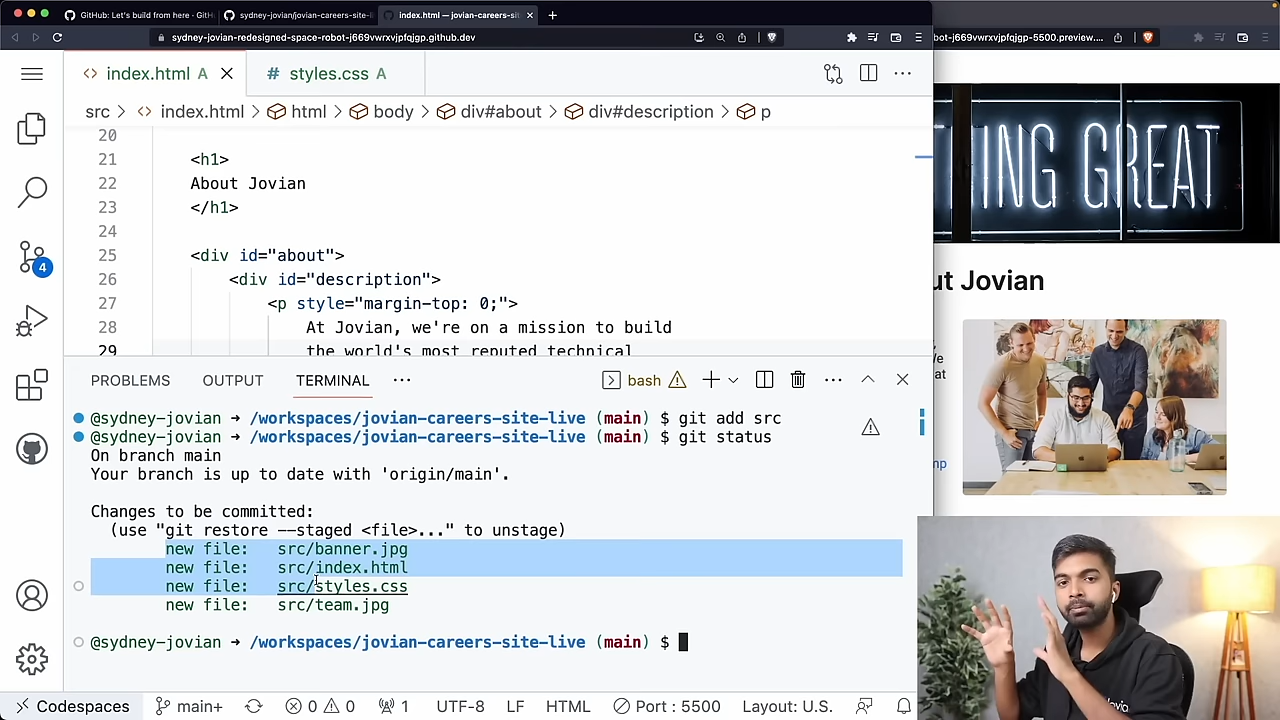 GitHub: Let's build from here · GitH
sydney-jovian/jovian-careers-site-l
index.html — jovian-careers-sit
sydney-jovian-redesigned-space-robot-j669vwrxvjpfqjgp.github.dev
bot-j669vwrxvjpfqjgp-5500.preview....
index.html A
# styles.css A
src > index.html > html > body > div#about > div#description > p
20
21 <h1>
22 About Jovian
23 </h1>
24
25 <div id="about">
26 <div id="description">
27 <p style="margin-top: 0;">
28 At Jovian, we're on a mission to build
29 the world's most reputed technical
THING GREAT
ut Jovian
We
at
mp
4
PROBLEMS OUTPUT TERMINAL ···
bash
@sydney-jovian → /workspaces/jovian-careers-site-live (main) $ git add src
@sydney-jovian → /workspaces/jovian-careers-site-live (main) $ git status
On branch main
Your branch is up to date with 'origin/main'.
Changes to be committed:
(use "git restore --staged <file>..." to unstage)
new file: src/banner.jpg
new file: src/index.html
new file: src/styles.css
new file: src/team.jpg
@sydney-jovian → /workspaces/jovian-careers-site-live (main) $
Codespaces main+ 0 0 1 UTF-8 LF HTML Port : 5500 Layout: U.S.